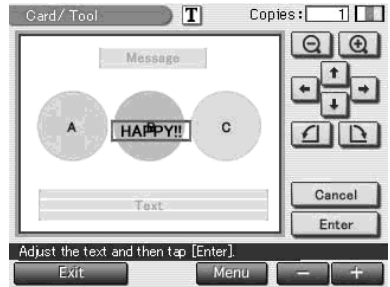 Card/Tool T Copies: 1
Message
A HAPPY!! B C
Text
Cancel
Enter
Adjust the text and then tap [Enter].
Exit Menu − +